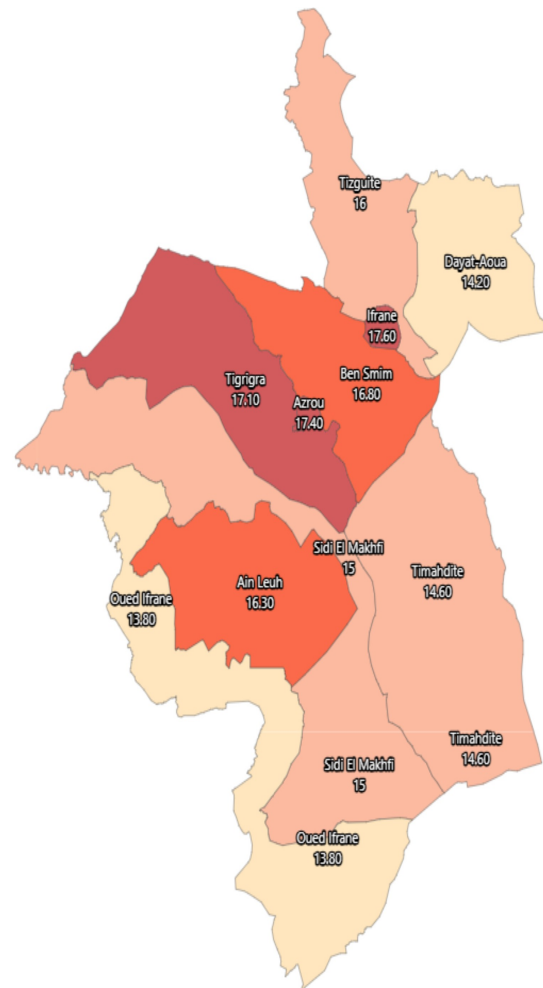 Tizguite
16
Dayat-Aoua
14.20
Ifrane
17.60
Ben Smim
16.80
Tigrigra
17.10
Azrou
17.40
Sidi El Makhfi
15
Timahdite
14.60
Ain Leuh
16.30
Oued Ifrane
13.80
Timahdite
14.60
Sidi El Makhfi
15
Oued Ifrane
13.80